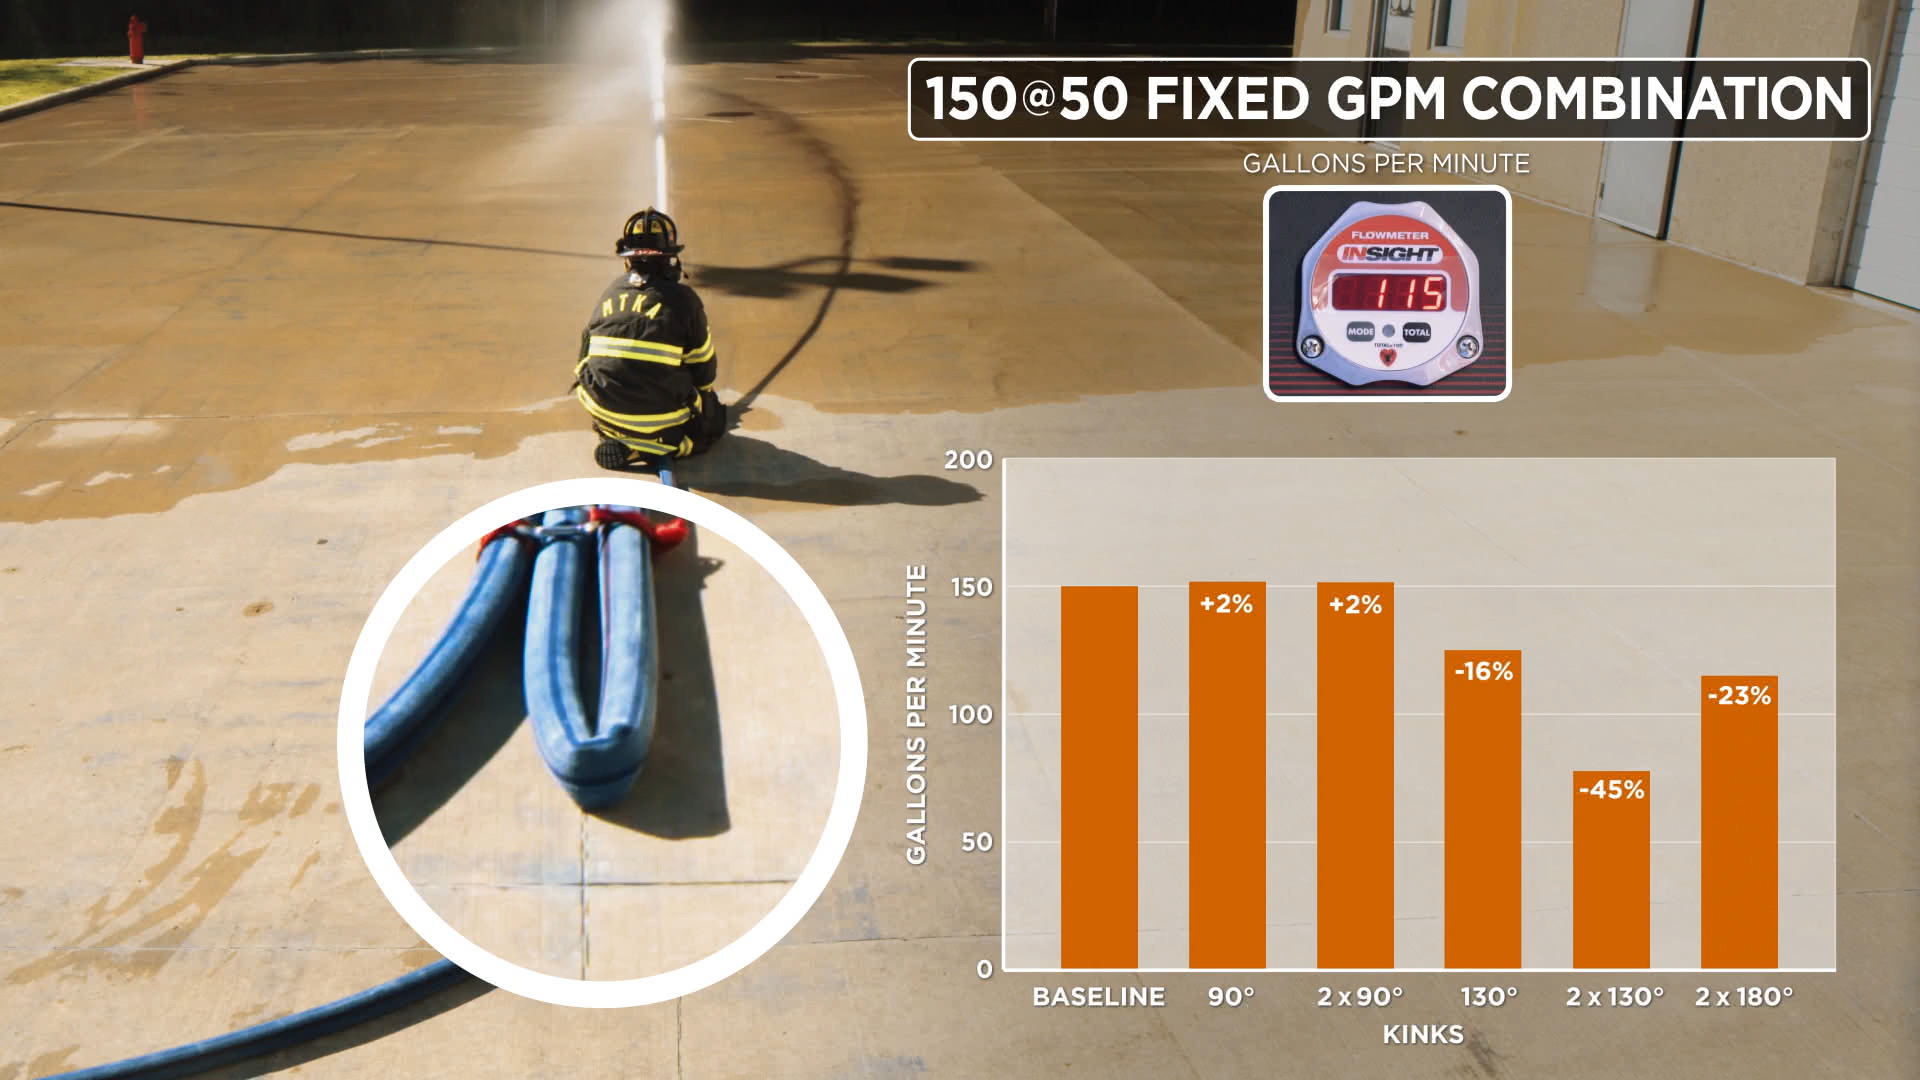 150@50 FIXED GPM COMBINATION
GALLONS PER MINUTE
FLOWMETER
INSIGHT
115
MODE
TOTAL
MTKA
GALLONS PER MINUTE
200
150
100
50
0
+2%
+2%
-16%
-45%
-23%
BASELINE
90°
2 x 90°
130°
2 x 130°
2 x 180°
KINKS